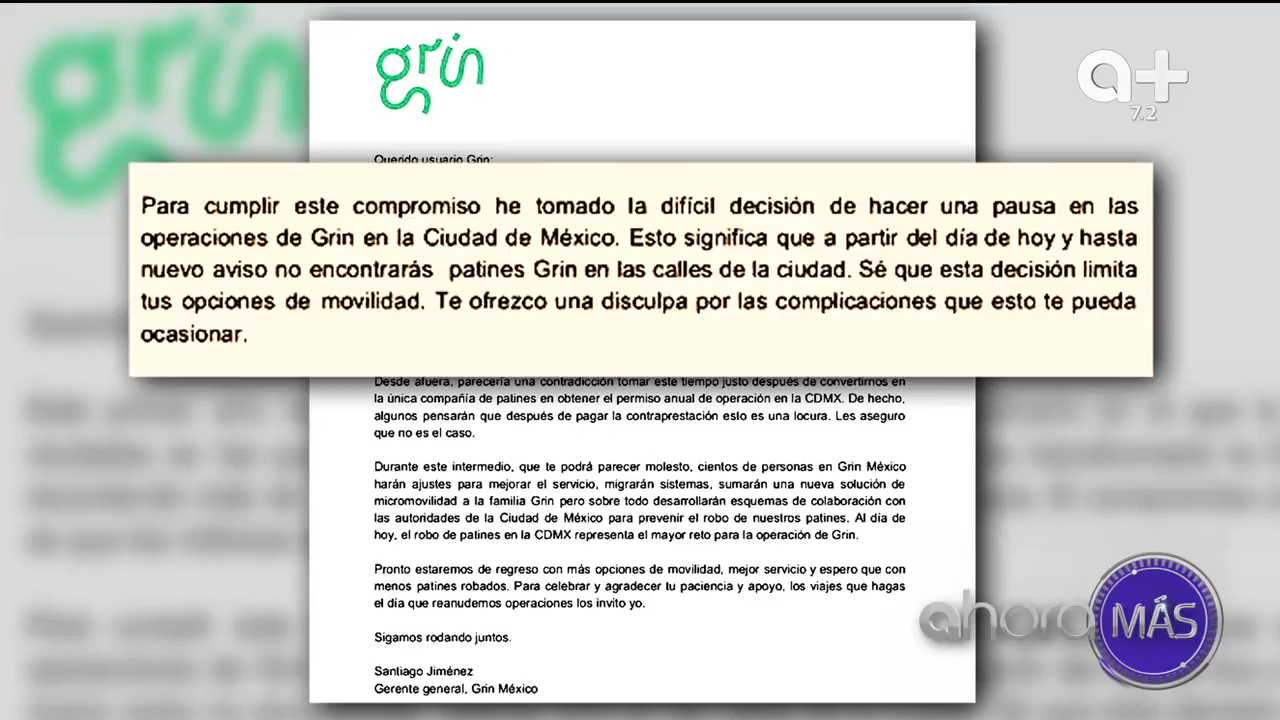 grin
a+
7.2
Querido usuario Grin:
Para cumplir este compromiso he tomado la difícil decisión de hacer una pausa en las
operaciones de Grin en la Ciudad de México. Esto significa que a partir del día de hoy y hasta
nuevo aviso no encontrarás patines Grin en las calles de la ciudad. Sé que esta decisión limita
tus opciones de movilidad. Te ofrezco una disculpa por las complicaciones que esto te pueda
ocasionar.
Desde afuera, parecería una contradicción tomar este tiempo justo después de convertirnos en
la única compañía de patines en obtener el permiso anual de operación en la CDMX. De hecho,
algunos pensarán que después de pagar la contraprestación esto es una locura. Les aseguro
que no es el caso.
Durante este intermedio, que te podrá parecer molesto, cientos de personas en Grin México
harán ajustes para mejorar el servicio, migrarán sistemas, sumarán una nueva solución de
micromovilidad a la familia Grin pero sobre todo desarrollarán esquemas de colaboración con
las autoridades de la Ciudad de México para prevenir el robo de nuestros patines. Al día de
hoy, el robo de patines en la CDMX representa el mayor reto para la operación de Grin.
Pronto estaremos de regreso con más opciones de movilidad, mejor servicio y espero que con
menos patines robados. Para celebrar y agradecer tu paciencia y apoyo, los viajes que hagas
el día que reanudemos operaciones los invito yo.
Sigamos rodando juntos.
Santiago Jiménez
Gerente general, Grin México
ahora MÁS